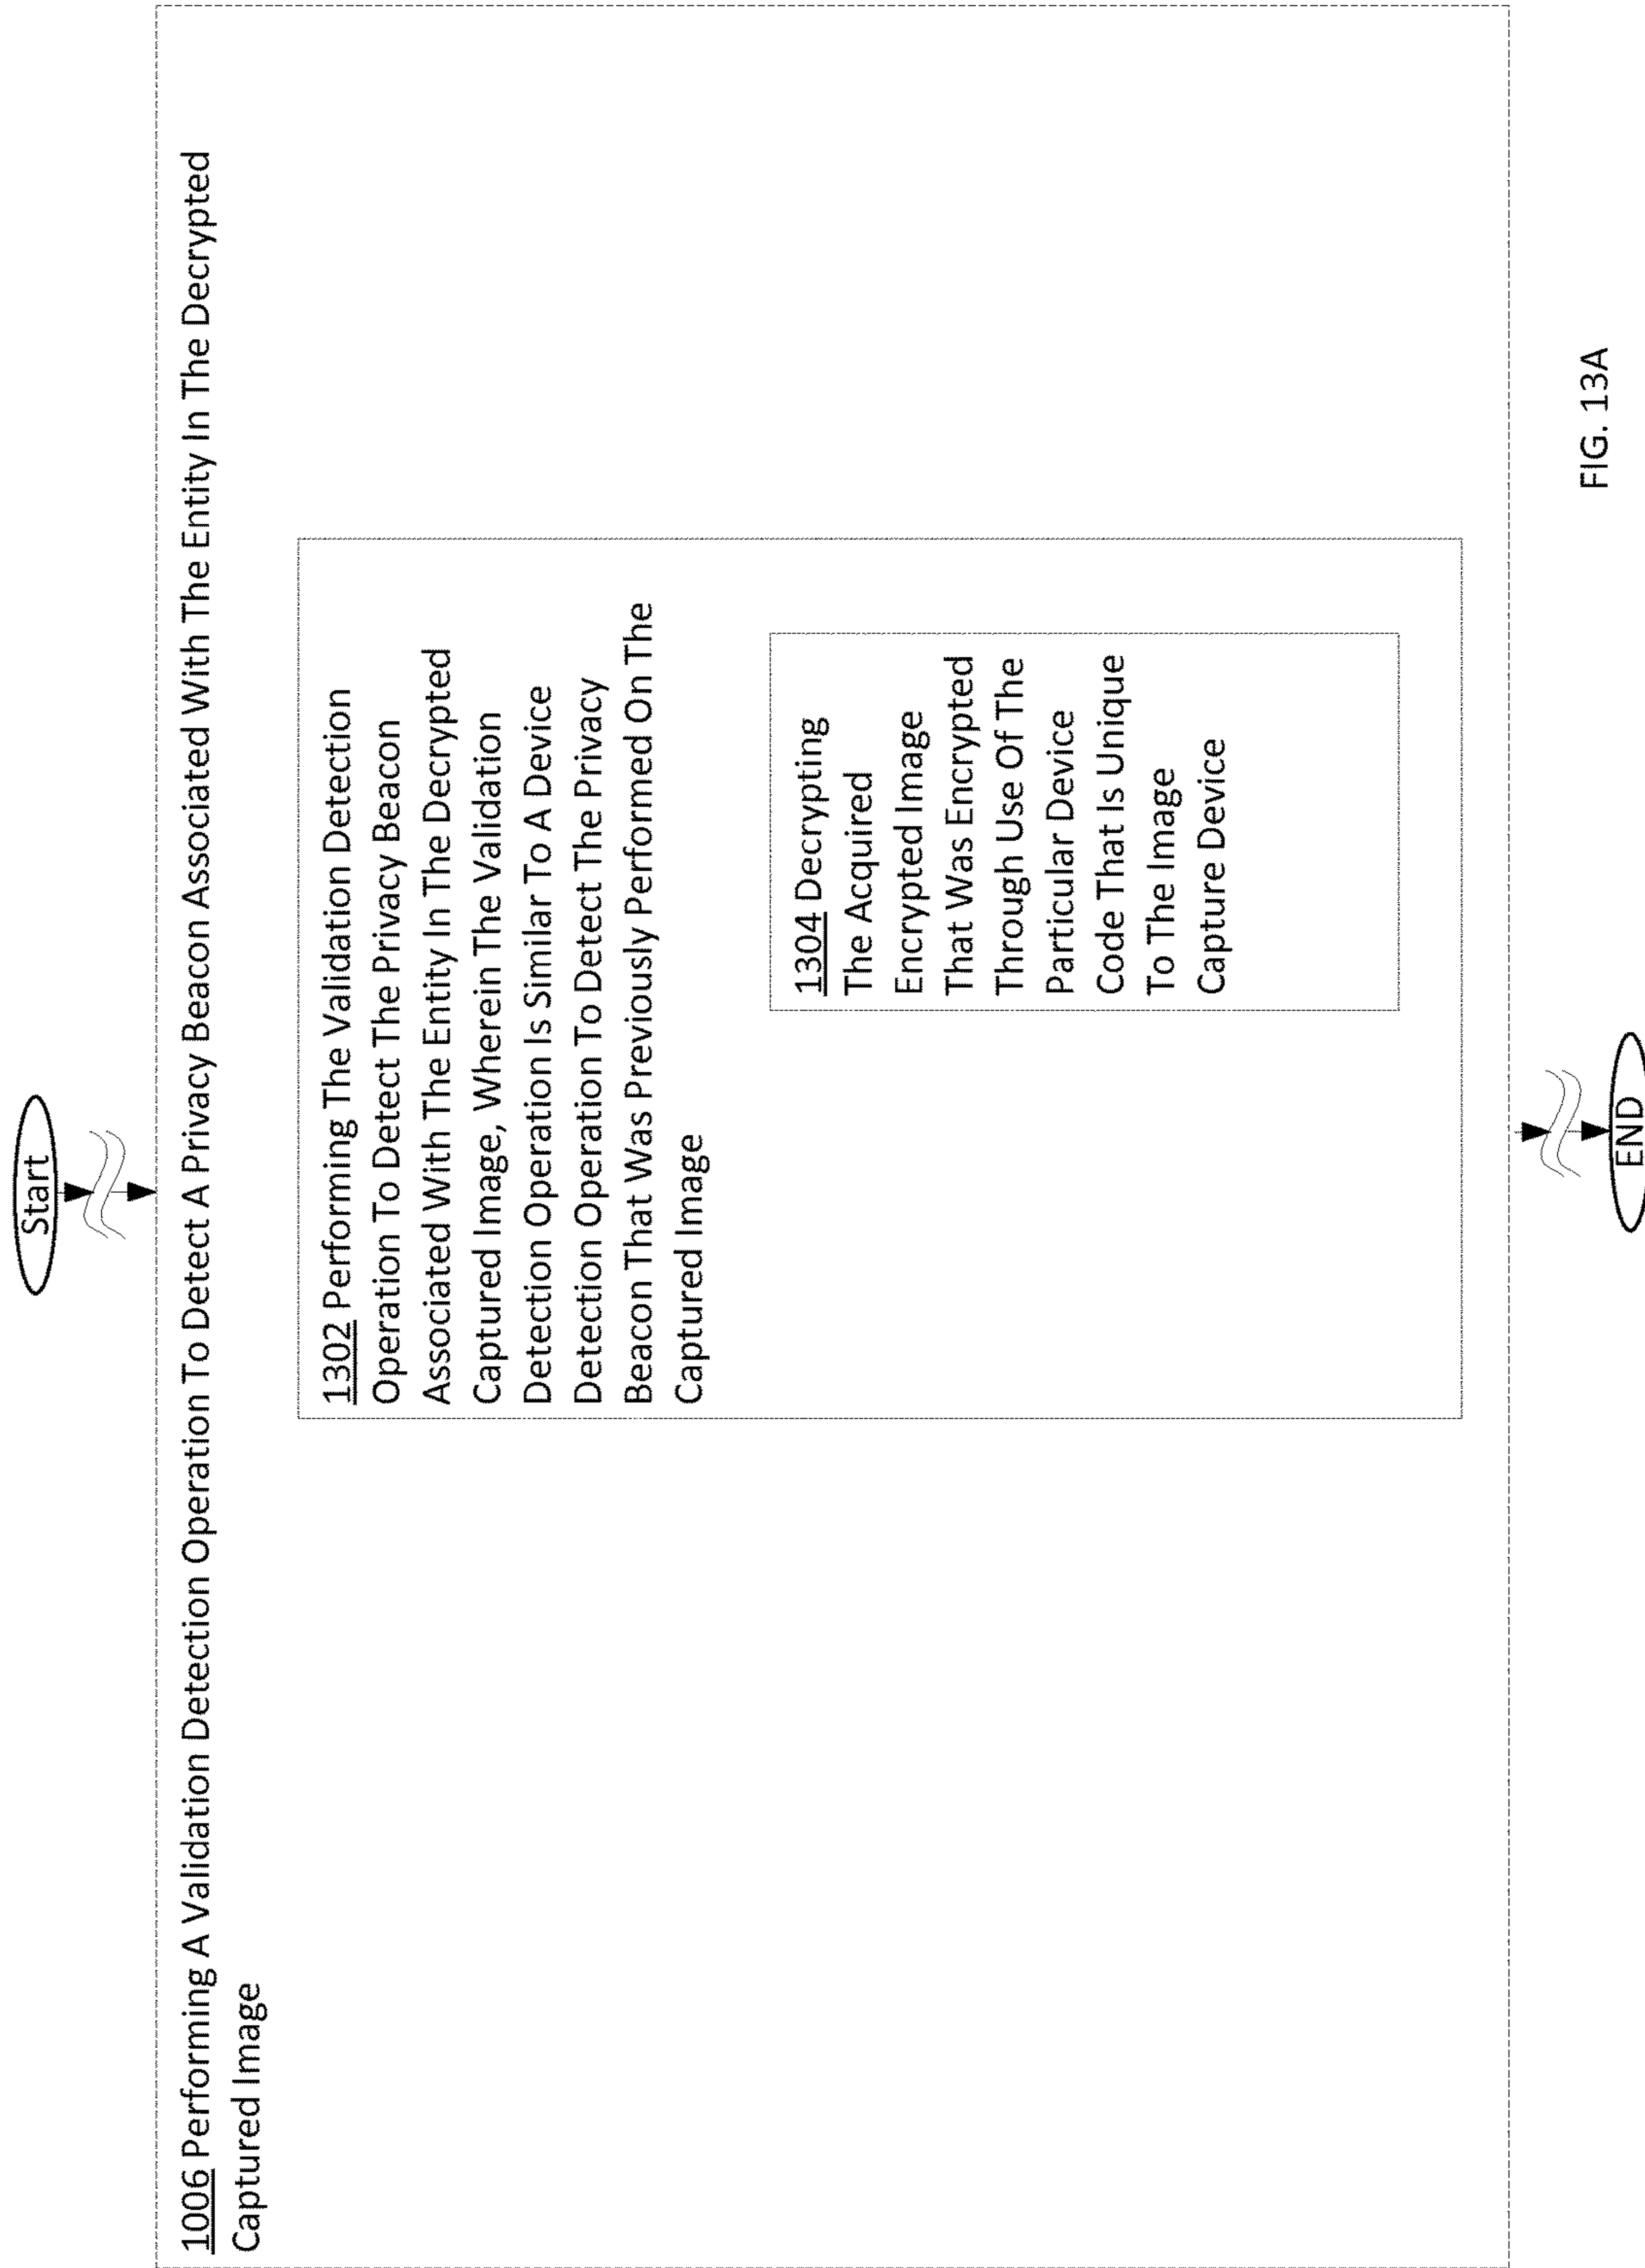 Start
1006 Performing A Validation Detection Operation To Detect A Privacy Beacon Associated With The Entity In The Decrypted
Captured Image
1302 Performing The Validation Detection
Operation To Detect The Privacy Beacon
Associated With The Entity In The Decrypted
Captured Image, Wherein The Validation
Detection Operation Is Similar To A Device
Detection Operation To Detect The Privacy
Beacon That Was Previously Performed On The
Captured Image
1304 Decrypting
The Acquired
Encrypted Image
That Was Encrypted
Through Use Of The
Particular Device
Code That Is Unique
To The Image
Capture Device
END
FIG. 13A